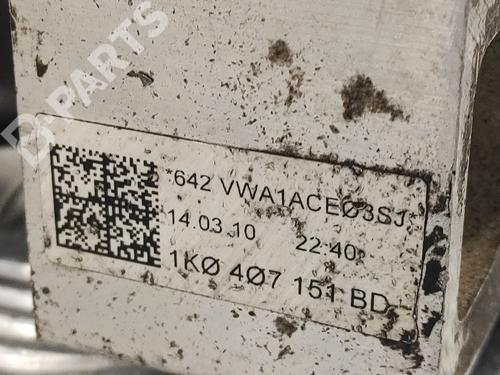 B-PARTS
*642 VWA1ACEØ3SJ*
14.03.10 22:40
1KØ 4Ø7 151 BD